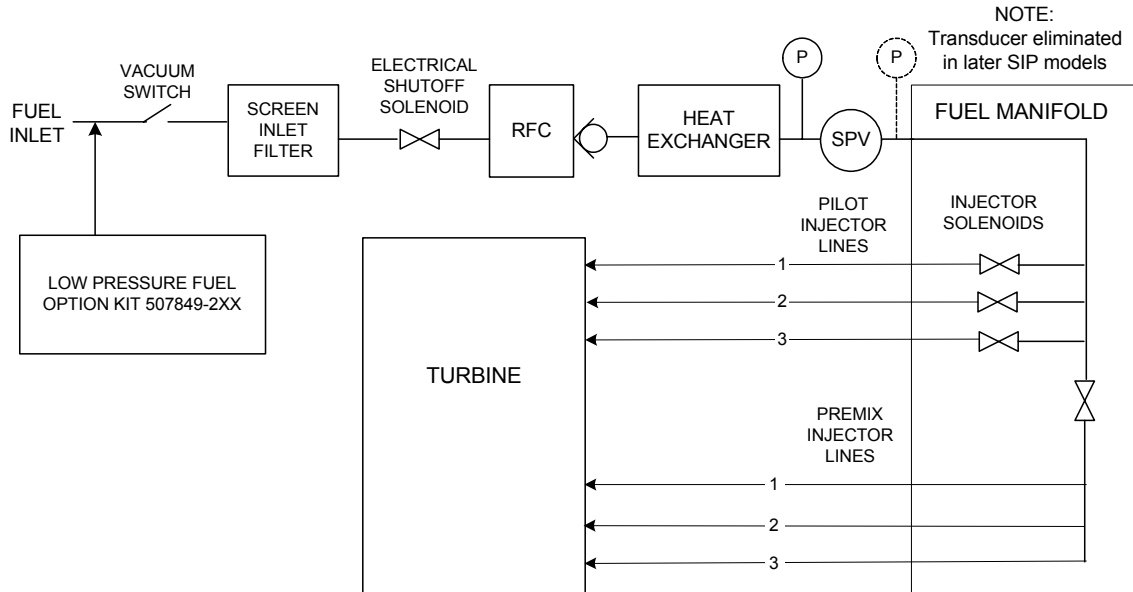 NOTE:
Transducer eliminated
in later SIP models
P
P
VACUUM
SWITCH
ELECTRICAL
SHUTOFF
SOLENOID
FUEL
INLET
SCREEN
INLET
FILTER
RFC
HEAT
EXCHANGER
SPV
FUEL MANIFOLD
LOW PRESSURE FUEL
OPTION KIT 507849-2XX
PILOT
INJECTOR
LINES
INJECTOR
SOLENOIDS
1
2
3
TURBINE
PREMIX
INJECTOR
LINES
1
2
3